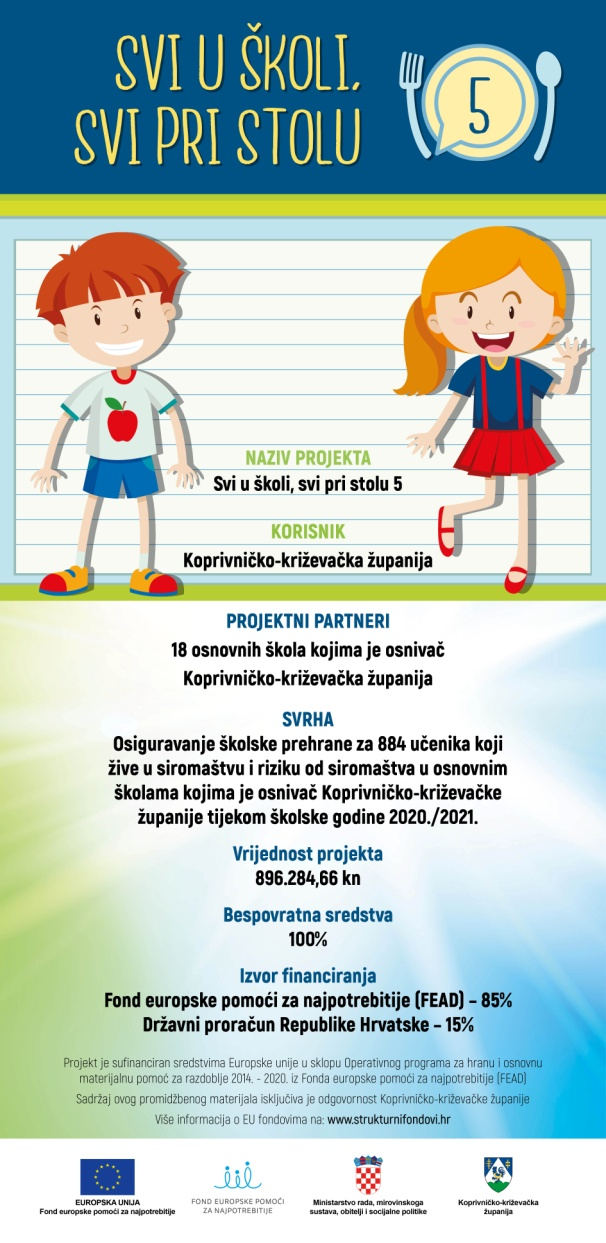 SVI U ŠKOLI,
SVI PRI STOLU
5
NAZIV PROJEKTA
Svi u školi, svi pri stolu 5
KORISNIK
Koprivničko-križevačka županija
PROJEKTNI PARTNERI
18 osnovnih škola kojima je osnivač
Koprivničko-križevačka županija
SVRHA
Osiguravanje školske prehrane za 884 učenika koji
žive u siromaštvu i riziku od siromaštva u osnovnim
školama kojima je osnivač Koprivničko-križevačke
županije tijekom školske godine 2020./2021.
Vrijednost projekta
896.284,66 kn
Bespovratna sredstva
100%
Izvor financiranja
Fond europske pomoći za najpotrebitije (FEAD) – 85%
Državni proračun Republike Hrvatske – 15%
Projekt je sufinanciran sredstvima Europske unije u sklopu Operativnog programa za hranu i osnovnu
materijalnu pomoć za razdoblje 2014. - 2020. iz Fonda europske pomoći za najpotrebitije (FEAD)
Sadržaj ovog promidžbenog materijala isključiva je odgovornost Koprivničko-križevačke županije
Više informacija o EU fondovima na: www.strukturnifondovi.hr
EUROPSKA UNIJA
Fond europske pomoći za najpotrebitije
FOND EUROPSKE POMOĆI
ZA NAJPOTREBITIJE
Ministarstvo rada, mirovinskoga
sustava, obitelji i socijalne politike
Koprivničko-križevačka
županija